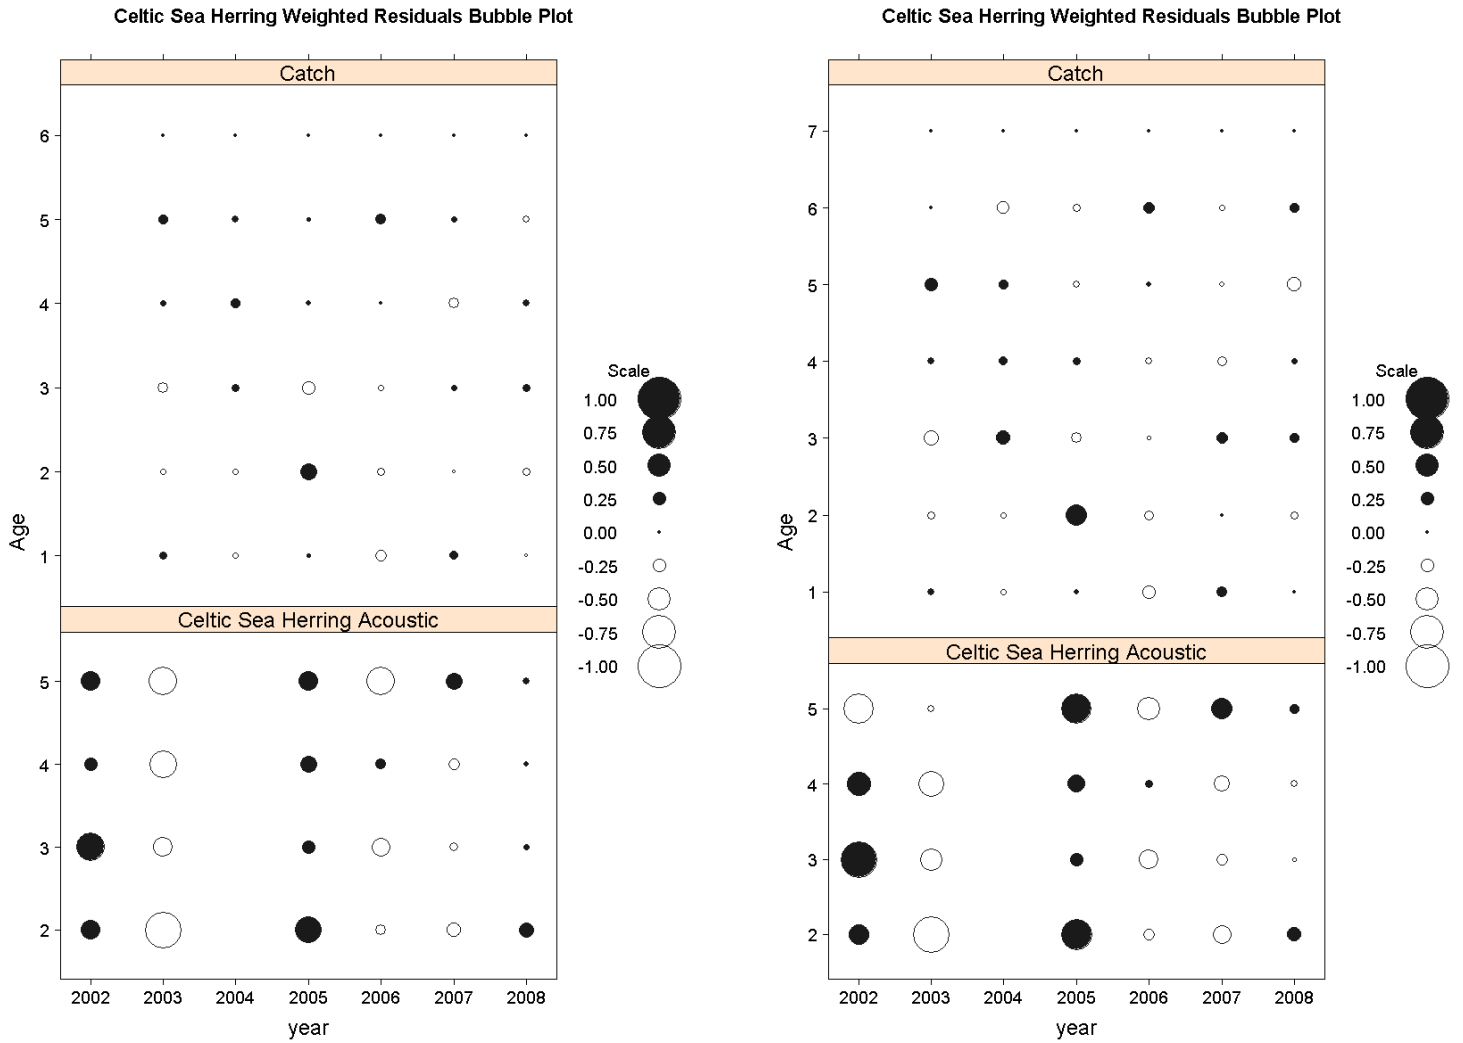 Celtic Sea Herring Weighted Residuals Bubble Plot
Catch
6
5
4
3
2
1
Age
Celtic Sea Herring Acoustic
5
4
3
2
2002 2003 2004 2005 2006 2007 2008
year
Scale
1.00
0.75
0.50
0.25
0.00
-0.25
-0.50
-0.75
-1.00
Celtic Sea Herring Weighted Residuals Bubble Plot
Catch
7
6
5
4
3
2
1
Age
Celtic Sea Herring Acoustic
5
4
3
2
2002 2003 2004 2005 2006 2007 2008
year
Scale
1.00
0.75
0.50
0.25
0.00
-0.25
-0.50
-0.75
-1.00